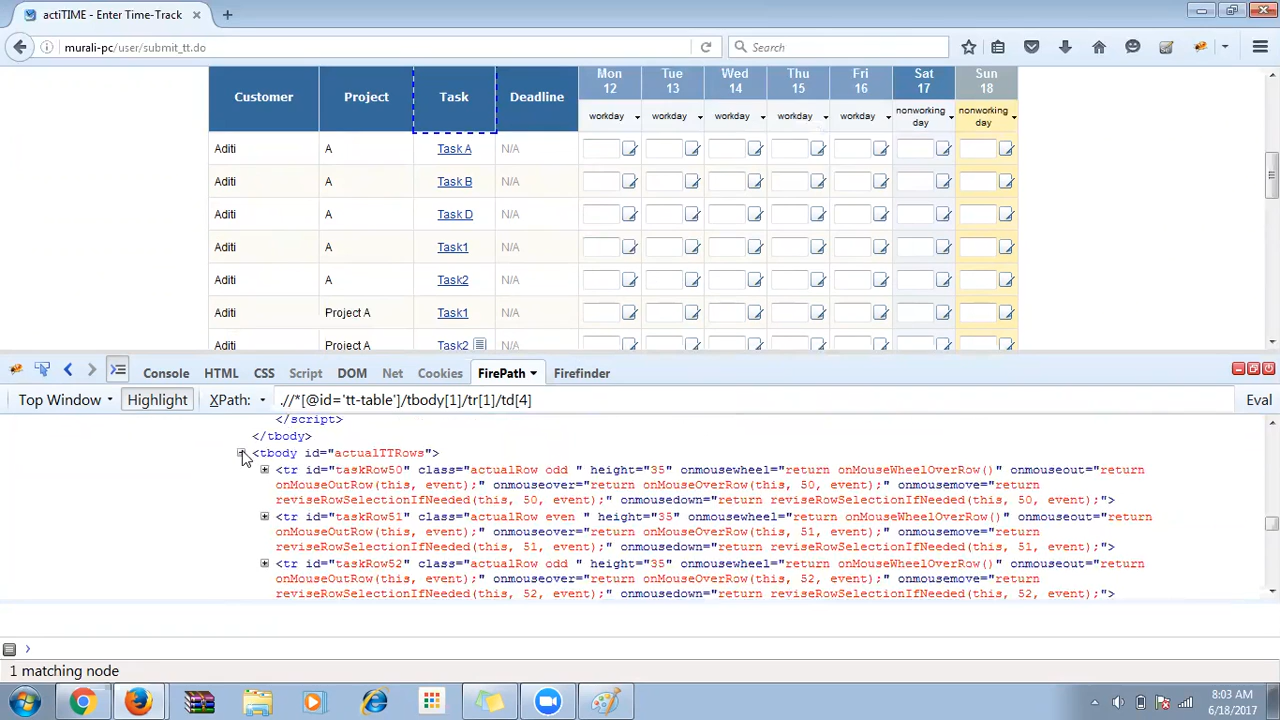 actiTIME - Enter Time-Track
murali-pc/user/submit_tt.do
Search
Customer Project Task Deadline Mon 12 Tue 13 Wed 14 Thu 15 Fri 16 Sat 17 Sun 18
workday workday workday workday workday nonworking day nonworking day
Aditi A Task A N/A
Aditi A Task B N/A
Aditi A Task D N/A
Aditi A Task1 N/A
Aditi A Task2 N/A
Aditi Project A Task1 N/A
Aditi Project A Task2 N/A
Console HTML CSS Script DOM Net Cookies FirePath Firefinder
Top Window Highlight XPath: .//*[@id='tt-table']/tbody[1]/tr[1]/td[4] Eval
</script>
</tbody>
<tbody id="actualTTRows">
<tr id="taskRow50" class="actualRow odd " height="35" onmousewheel="return onMouseWheelOverRow()" onmouseout="return
onMouseOutRow(this, event);" onmouseover="return onMouseOverRow(this, 50, event);" onmousemove="return
reviseRowSelectionIfNeeded(this, 50, event);" onmousedown="return reviseRowSelectionIfNeeded(this, 50, event);">
<tr id="taskRow51" class="actualRow even " height="35" onmousewheel="return onMouseWheelOverRow()" onmouseout="return
onMouseOutRow(this, event);" onmouseover="return onMouseOverRow(this, 51, event);" onmousemove="return
reviseRowSelectionIfNeeded(this, 51, event);" onmousedown="return reviseRowSelectionIfNeeded(this, 51, event);">
<tr id="taskRow52" class="actualRow odd " height="35" onmousewheel="return onMouseWheelOverRow()" onmouseout="return
onMouseOutRow(this, event);" onmouseover="return onMouseOverRow(this, 52, event);" onmousemove="return
reviseRowSelectionIfNeeded(this, 52, event);" onmousedown="return reviseRowSelectionIfNeeded(this, 52, event);">
1 matching node
8:03 AM
6/18/2017